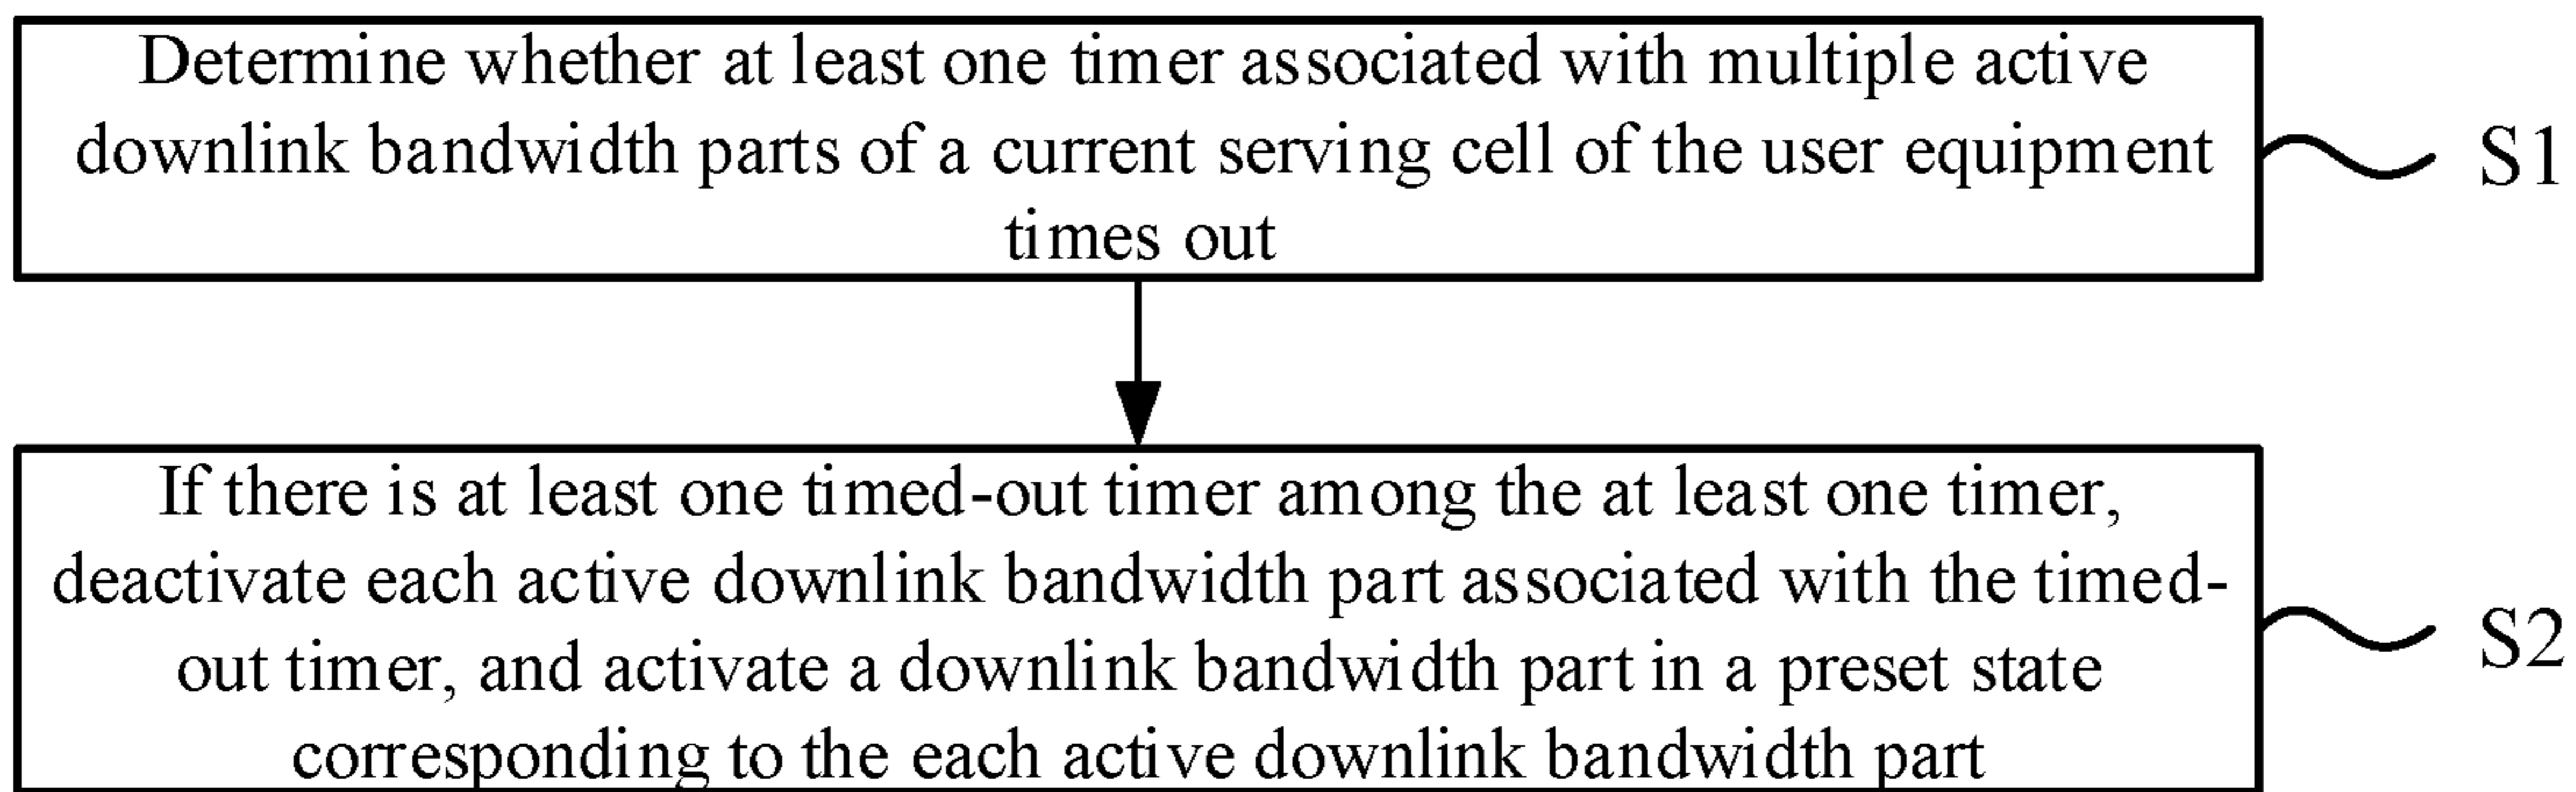 Determine whether at least one timer associated with multiple active
downlink bandwidth parts of a current serving cell of the user equipment
times out
S1
If there is at least one timed-out timer among the at least one timer,
deactivate each active downlink bandwidth part associated with the timed-
out timer, and activate a downlink bandwidth part in a preset state
corresponding to the each active downlink bandwidth part
S2